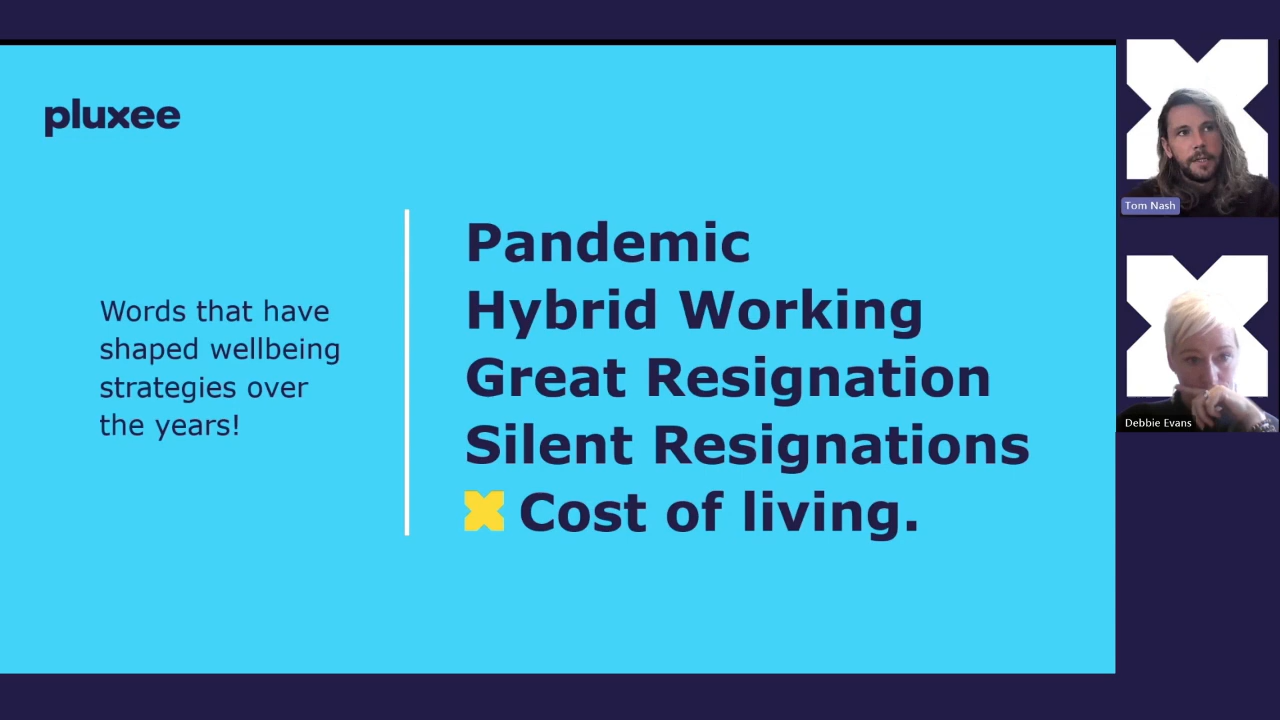 pluxee
Words that have
shaped wellbeing
strategies over
the years!
Pandemic
Hybrid Working
Great Resignation
Silent Resignations
Cost of living.
Tom Nash
Debbie Evans